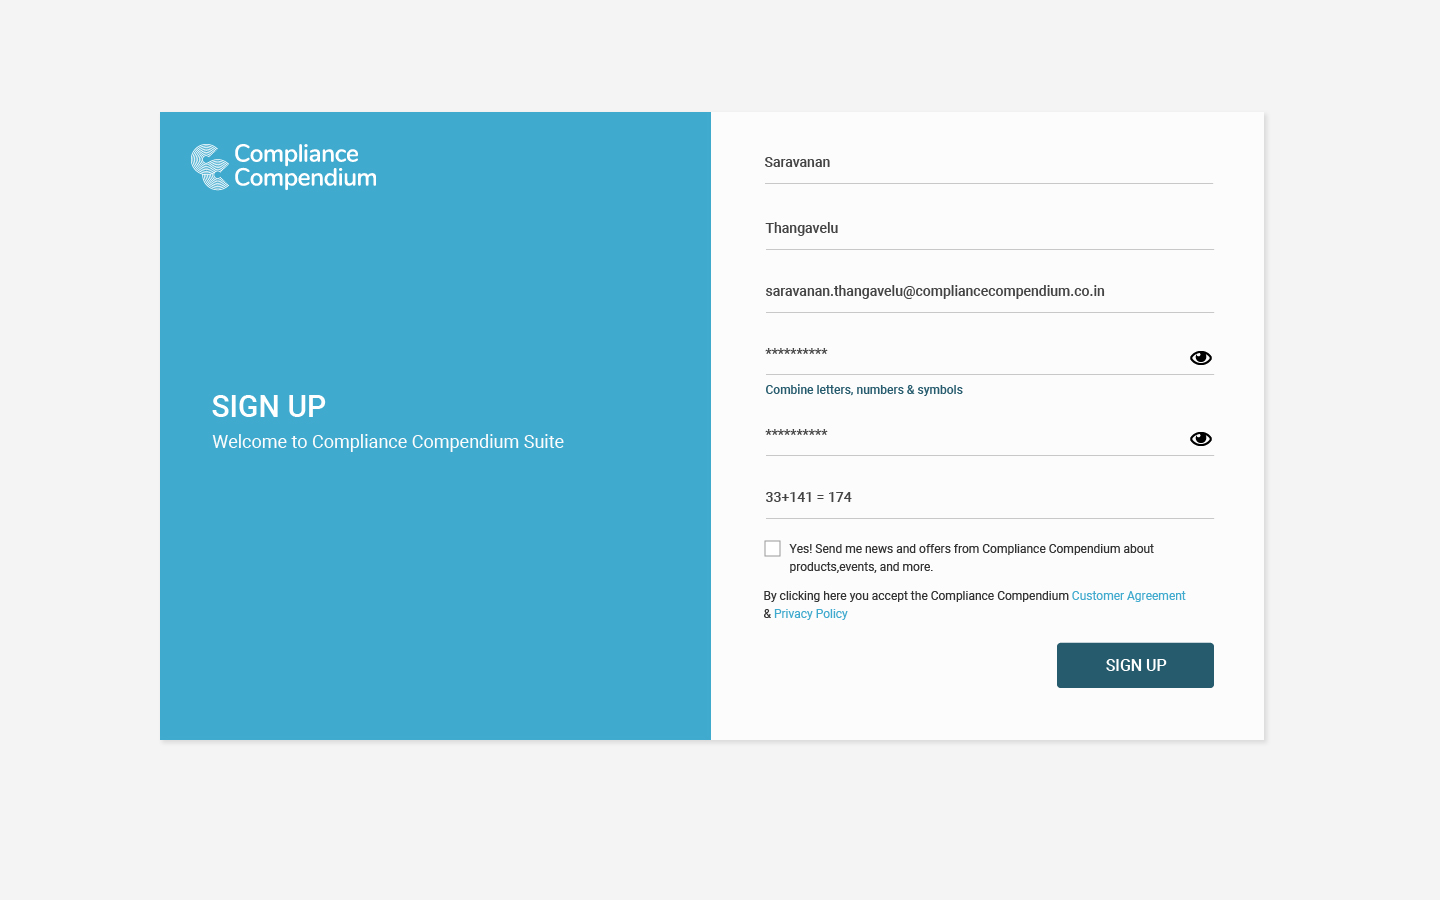 Compliance
Compendium
SIGN UP
Welcome to Compliance Compendium Suite
Saravanan
Thangavelu
saravanan.thangavelu@compliancecompendium.co.in
**********
Combine letters, numbers & symbols
**********
33+141 = 174
Yes! Send me news and offers from Compliance Compendium about
products,events, and more.
By clicking here you accept the Compliance Compendium Customer Agreement
& Privacy Policy
SIGN UP